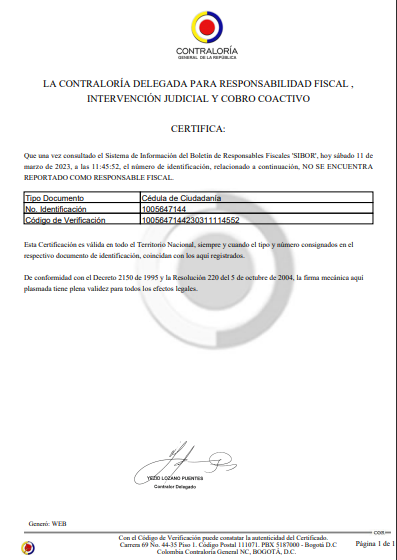 CONTRALORÍA
GENERAL DE LA REPÚBLICA
LA CONTRALORÍA DELEGADA PARA RESPONSABILIDAD FISCAL ,
INTERVENCIÓN JUDICIAL Y COBRO COACTIVO
CERTIFICA:
Que una vez consultado el Sistema de Información del Boletín de Responsables Fiscales 'SIBOR', hoy sábado 11 de
marzo de 2023, a las 11:45:52, el número de identificación, relacionado a continuación, NO SE ENCUENTRA
REPORTADO COMO RESPONSABLE FISCAL.
Tipo Documento Cédula de Ciudadanía
No. Identificación 1005647144
Código de Verificación 1005647144230311114552
Esta Certificación es válida en todo el Territorio Nacional, siempre y cuando el tipo y número consignados en el
respectivo documento de identificación, coincidan con los aquí registrados.
De conformidad con el Decreto 2150 de 1995 y la Resolución 220 del 5 de octubre de 2004, la firma mecánica aquí
plasmada tiene plena validez para todos los efectos legales.
YEZID LOZANO PUENTES
Contralor Delegado
Generó: WEB
CGR
Con el Código de Verificación puede constatar la autenticidad del Certificado.
Carrera 69 No. 44-35 Piso 1. Código Postal 111071. PBX 5187000 - Bogotá D.C
Colombia Contraloría General NC, BOGOTÁ, D.C.
Página 1 de 1